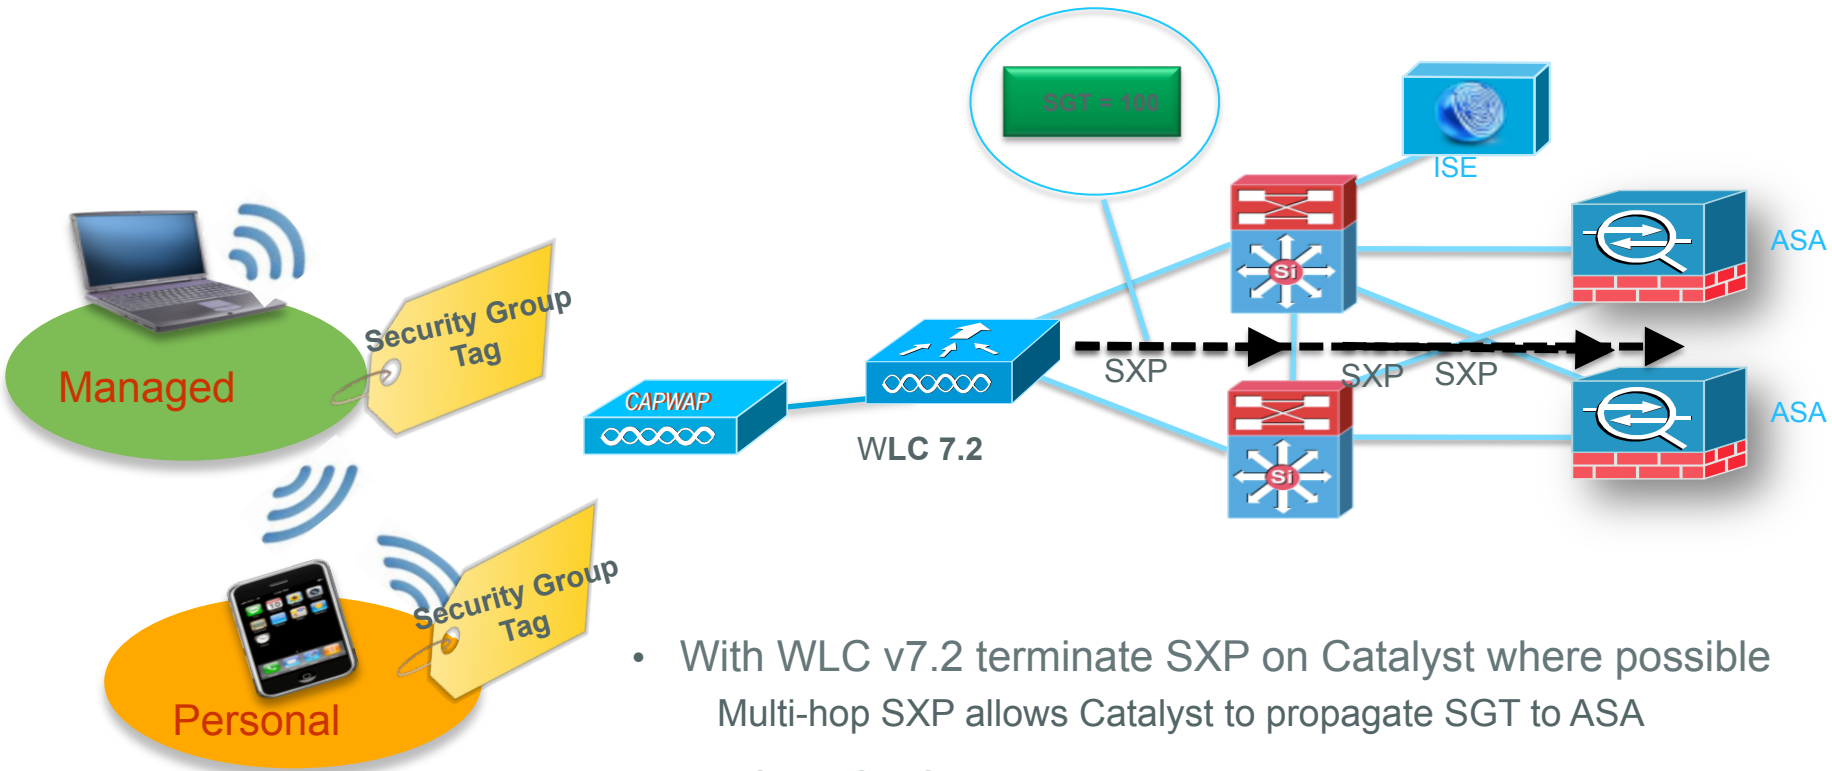 SGT = 100
ISE
ASA
Security Group
Tag
Managed
Si
SXP
SXP
SXP
CAPWAP
WLC 7.2
ASA
Si
Security Group
Tag
Personal
• With WLC v7.2 terminate SXP on Catalyst where possible
Multi-hop SXP allows Catalyst to propagate SGT to ASA